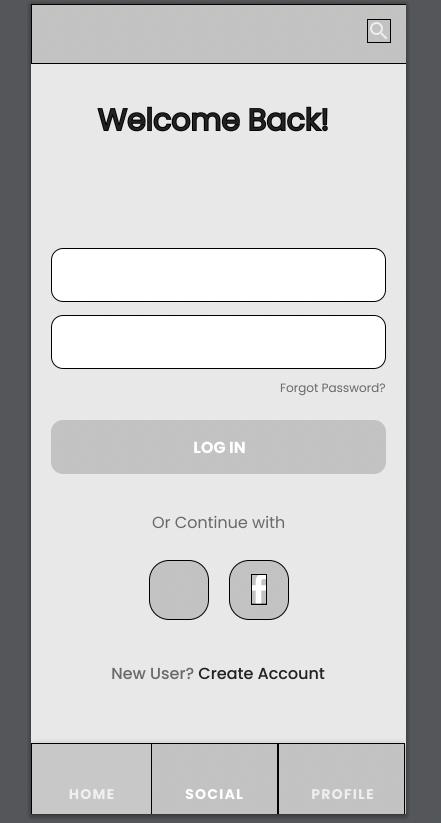 Welcome Back!
Forgot Password?
LOG IN
Or Continue with
f
New User? Create Account
HOME SOCIAL PROFILE